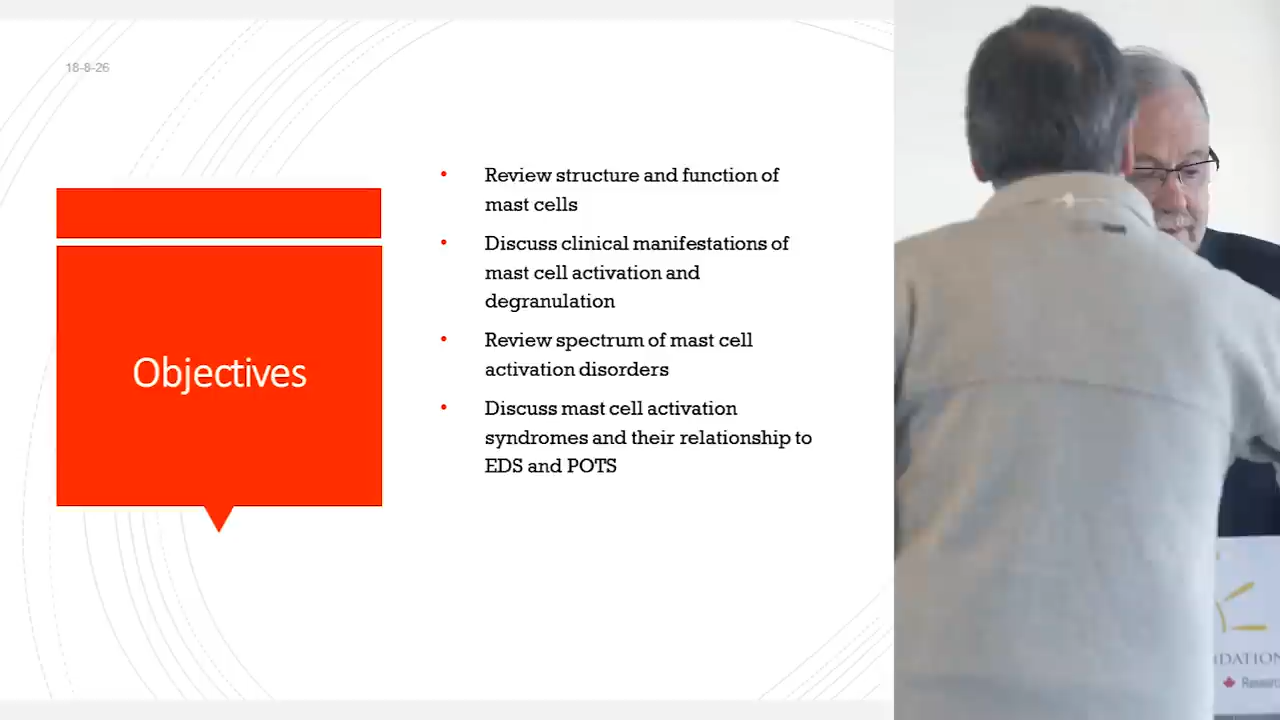 18-8-26
Objectives
• Review structure and function of
mast cells
• Discuss clinical manifestations of
mast cell activation and
degranulation
• Review spectrum of mast cell
activation disorders
• Discuss mast cell activation
syndromes and their relationship to
EDS and POTS